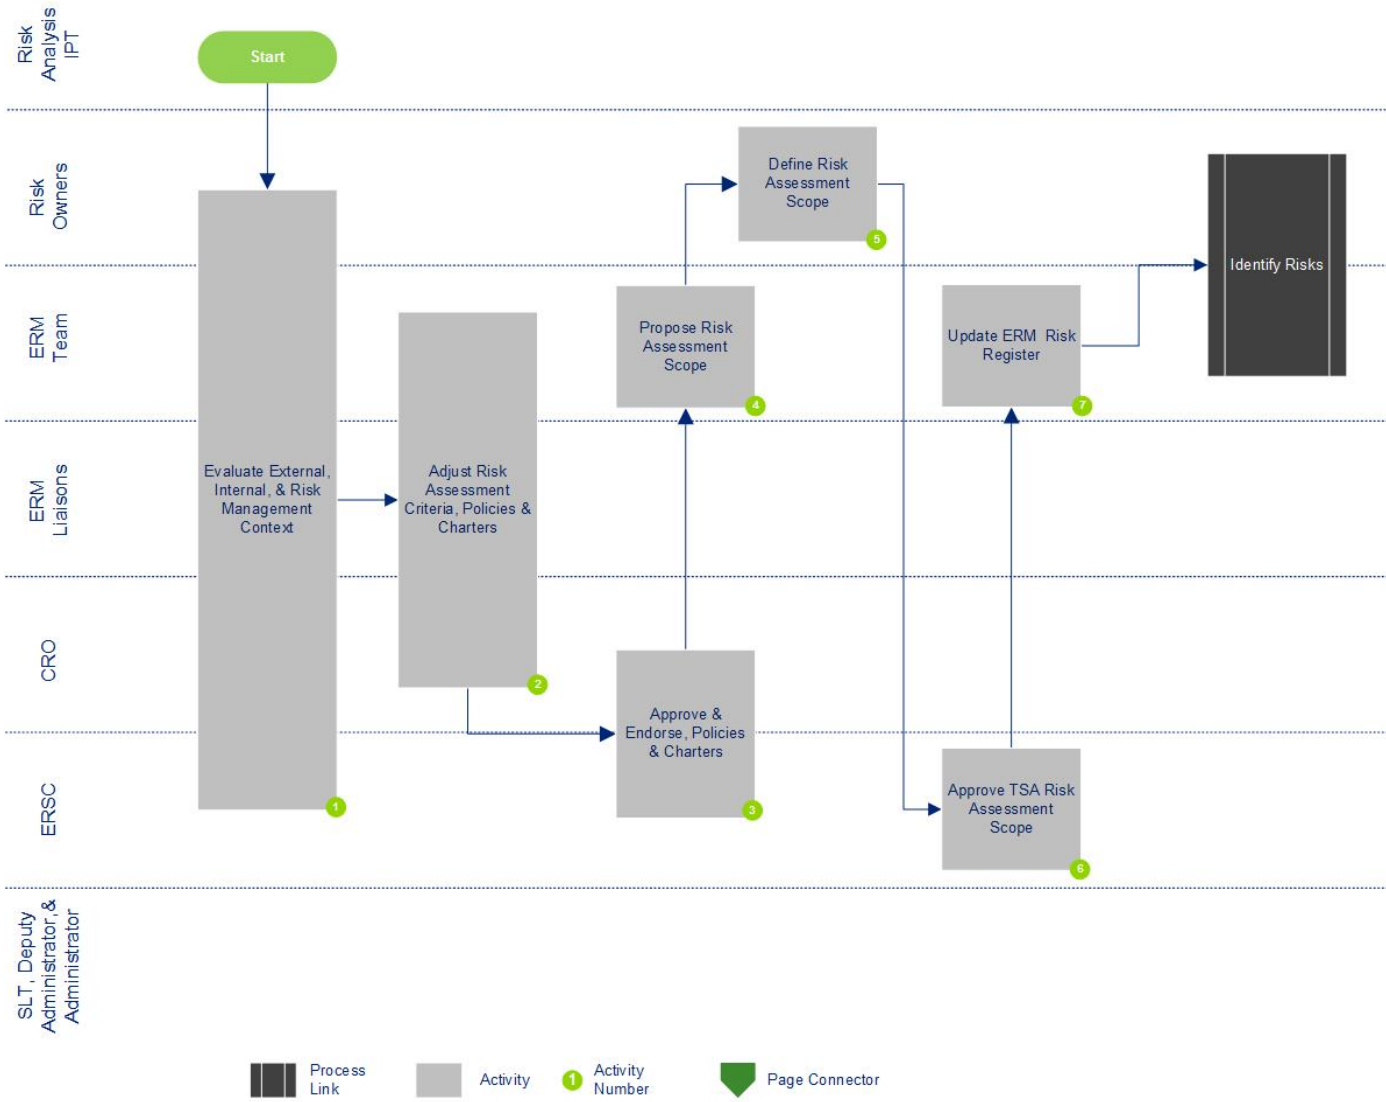 Risk
Analysis
IPT
Start
Risk
Owners
Define Risk
Assessment
Scope
5
Identify Risks
ERM
Team
Propose Risk
Assessment
Scope
4
Update ERM Risk
Register
7
ERM
Liaisons
Evaluate External,
Internal, & Risk
Management
Context
1
Adjust Risk
Assessment
Criteria, Policies &
Charters
2
CRO
Approve &
Endorse, Policies
& Charters
3
ERSC
Approve TSA Risk
Assessment
Scope
6
SLT, Deputy
Administrator,&
Administrator
Process
Link
Activity
1
Activity
Number
Page Connector